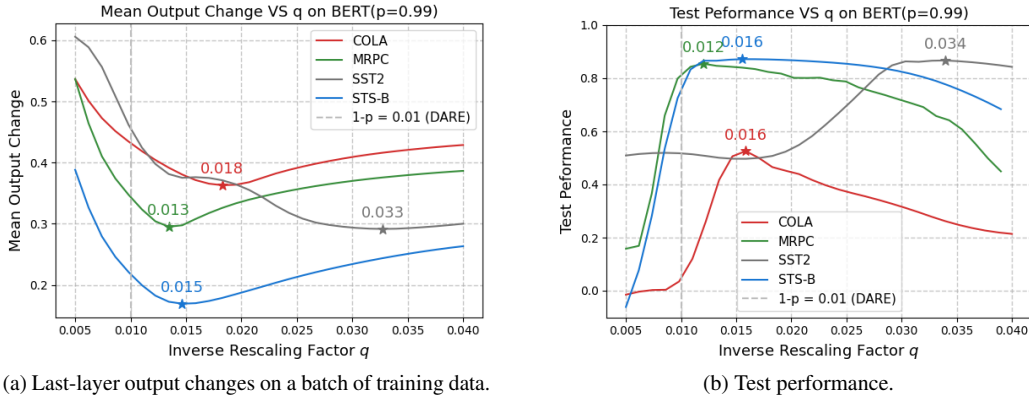 Mean Output Change VS q on BERT(p=0.99)
Mean Output Change
0.6
0.5
0.4
0.3
0.2
COLA
MRPC
SST2
STS-B
1-p = 0.01 (DARE)
0.018
0.013
0.033
0.015
0.005 0.010 0.015 0.020 0.025 0.030 0.035 0.040
Inverse Rescaling Factor q
(a) Last-layer output changes on a batch of training data.
Test Peformance VS q on BERT(p=0.99)
Test Peformance
1.0
0.8
0.6
0.4
0.2
0.0
0.012
0.016
0.034
0.016
COLA
MRPC
SST2
STS-B
1-p = 0.01 (DARE)
0.005 0.010 0.015 0.020 0.025 0.030 0.035 0.040
Inverse Rescaling Factor q
(b) Test performance.